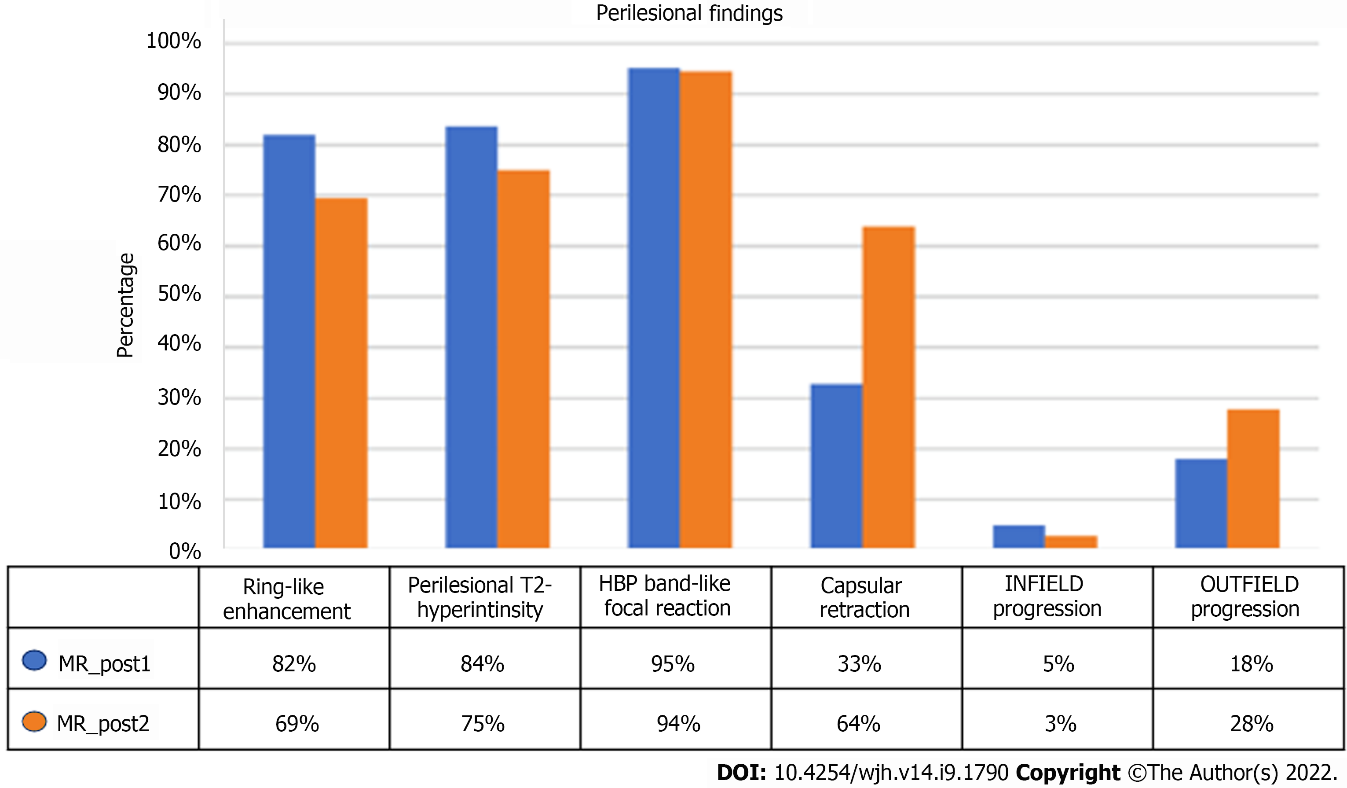 Perilesional findings
100%
90%
80%
70%
60%
50%
40%
30%
20%
10%
0%
Percentage
Ring-like enhancement
Perilesional T2-hyperintinsity
HBP band-like focal reaction
Capsular retraction
INFIELD progression
OUTFIELD progression
MR_post1 82% 84% 95% 33% 5% 18%
MR_post2 69% 75% 94% 64% 3% 28%
DOI: 10.4254/wjh.v14.i9.1790 Copyright ©The Author(s) 2022.